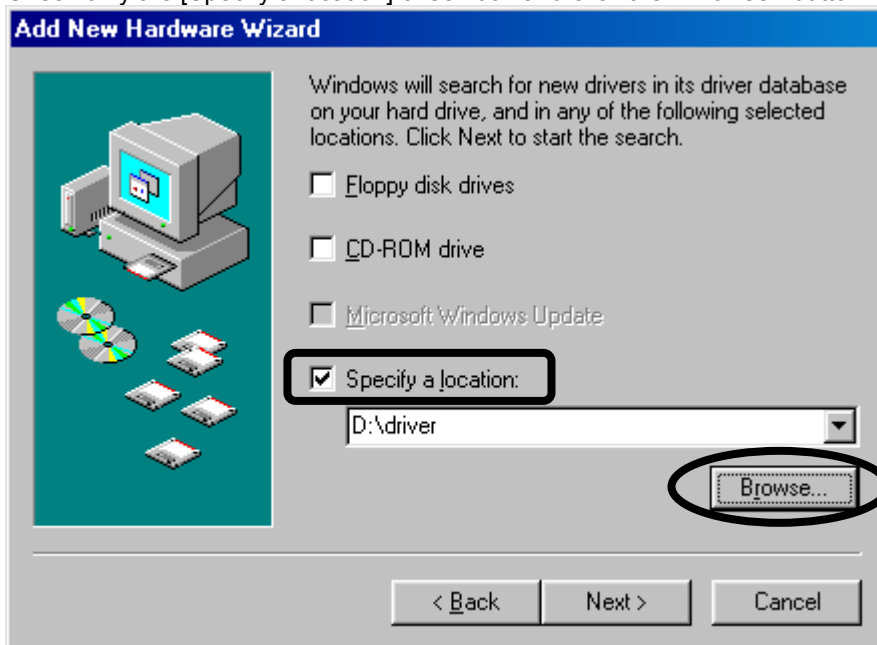 Add New Hardware Wizard
Windows will search for new drivers in its driver database
on your hard drive, and in any of the following selected
locations. Click Next to start the search.
Floppy disk drives
CD-ROM drive
Microsoft Windows Update
Specify a location:
D:\driver
Browse...
< Back Next > Cancel